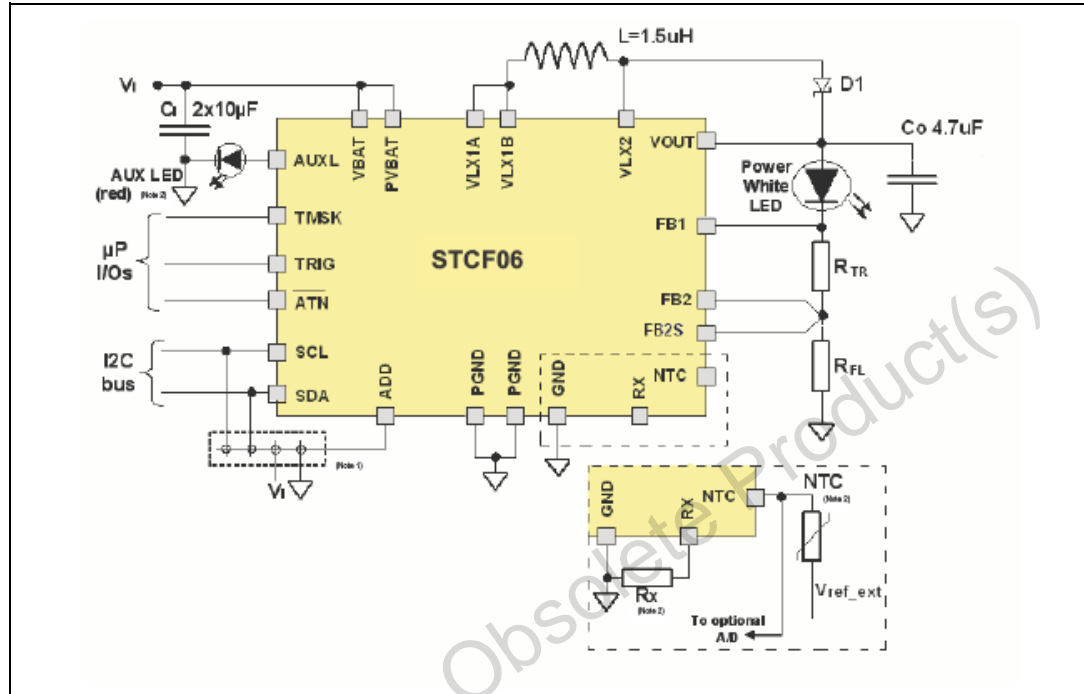 L=1.5uH
VI
CI 2x10µF
D1
Co 4.7uF
VBAT
PVBAT
VLX1A
VLX1B
VLX2
VOUT
AUXL
AUX LED
(red) (Note 2)
Power
White
LED
TMSK
FB1
µP
I/Os
TRIG
STCF06
RTR
ATN
FB2
FB2S
I2C
bus
SCL
SDA
ADD
PGND
PGND
GND
RX
NTC
RFL
(Note 1)
VI
GND
RX
NTC
NTC
(Note 2)
Rx
(Note 2)
Vref_ext
To optional
A/D
Obsolete Product(s)